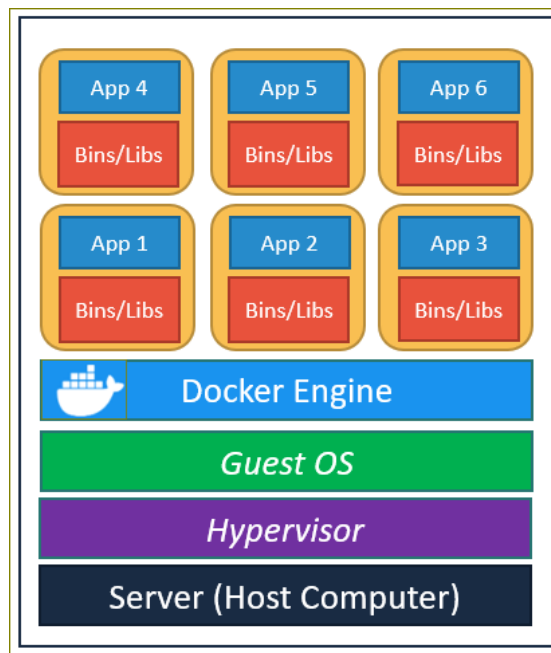 App 4
App 5
App 6
Bins/Libs
Bins/Libs
Bins/Libs
App 1
App 2
App 3
Bins/Libs
Bins/Libs
Bins/Libs
Docker Engine
Guest OS
Hypervisor
Server (Host Computer)